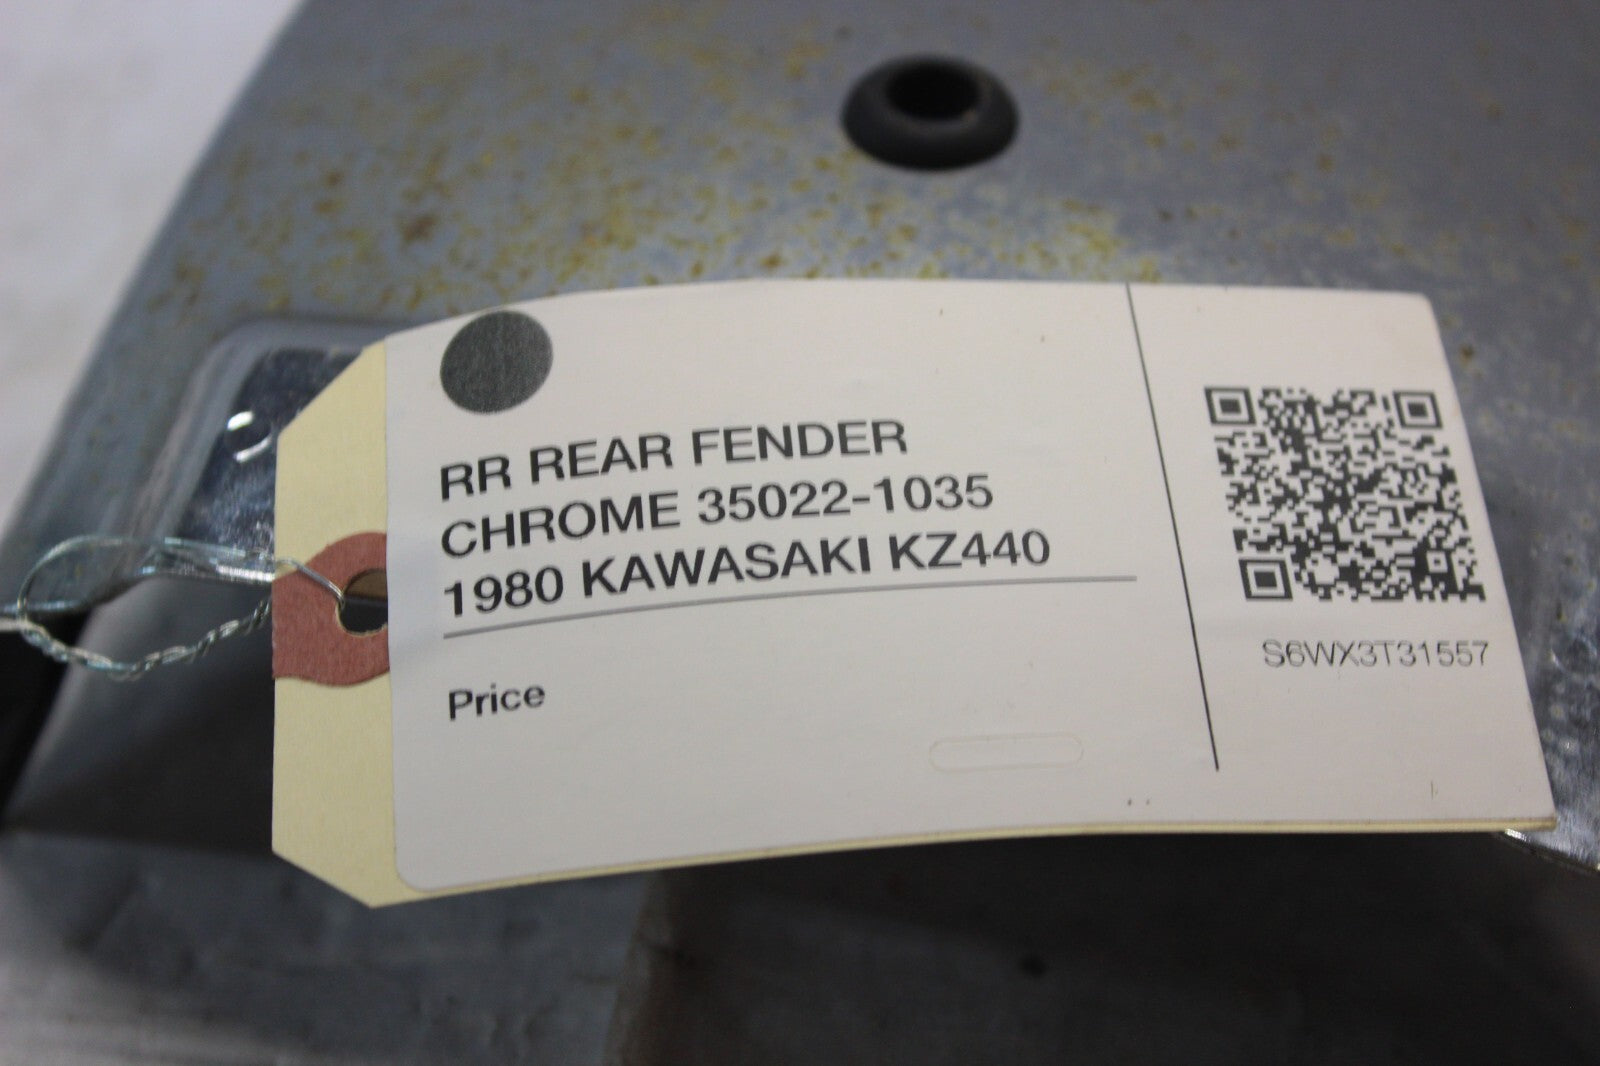 RR REAR FENDER
CHROME 35022-1035
1980 KAWASAKI KZ440
Price
S6WX3T31557